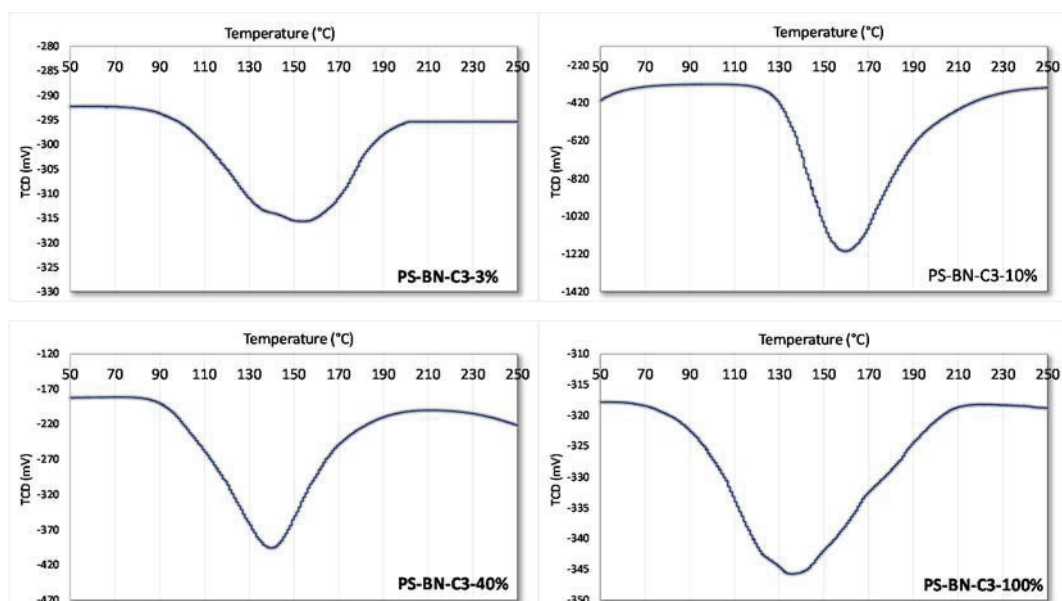 Temperature (°C)
-280
50 70 90 110 130 150 170 190 210 230 250
-285
-290
-295
-300
-305
-310
-315
-320
-325
-330
TCD (mV)
PS-BN-C3-3%
Temperature (°C)
50 70 90 110 130 150 170 190 210 230 250
-220
-420
-620
-820
-1020
-1220
-1420
TCD (mV)
PS-BN-C3-10%
Temperature (°C)
-120
50 70 90 110 130 150 170 190 210 230 250
-170
-220
-270
-320
-370
-420
TCD (mV)
PS-BN-C3-40%
Temperature (°C)
-310
50 70 90 110 130 150 170 190 210 230 250
-315
-320
-325
-330
-335
-340
-345
-350
TCD (mV)
PS-BN-C3-100%